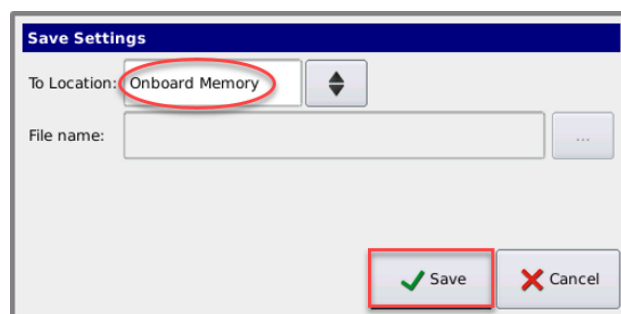 Save Settings
To Location: Onboard Memory
File name: ...
Save Cancel